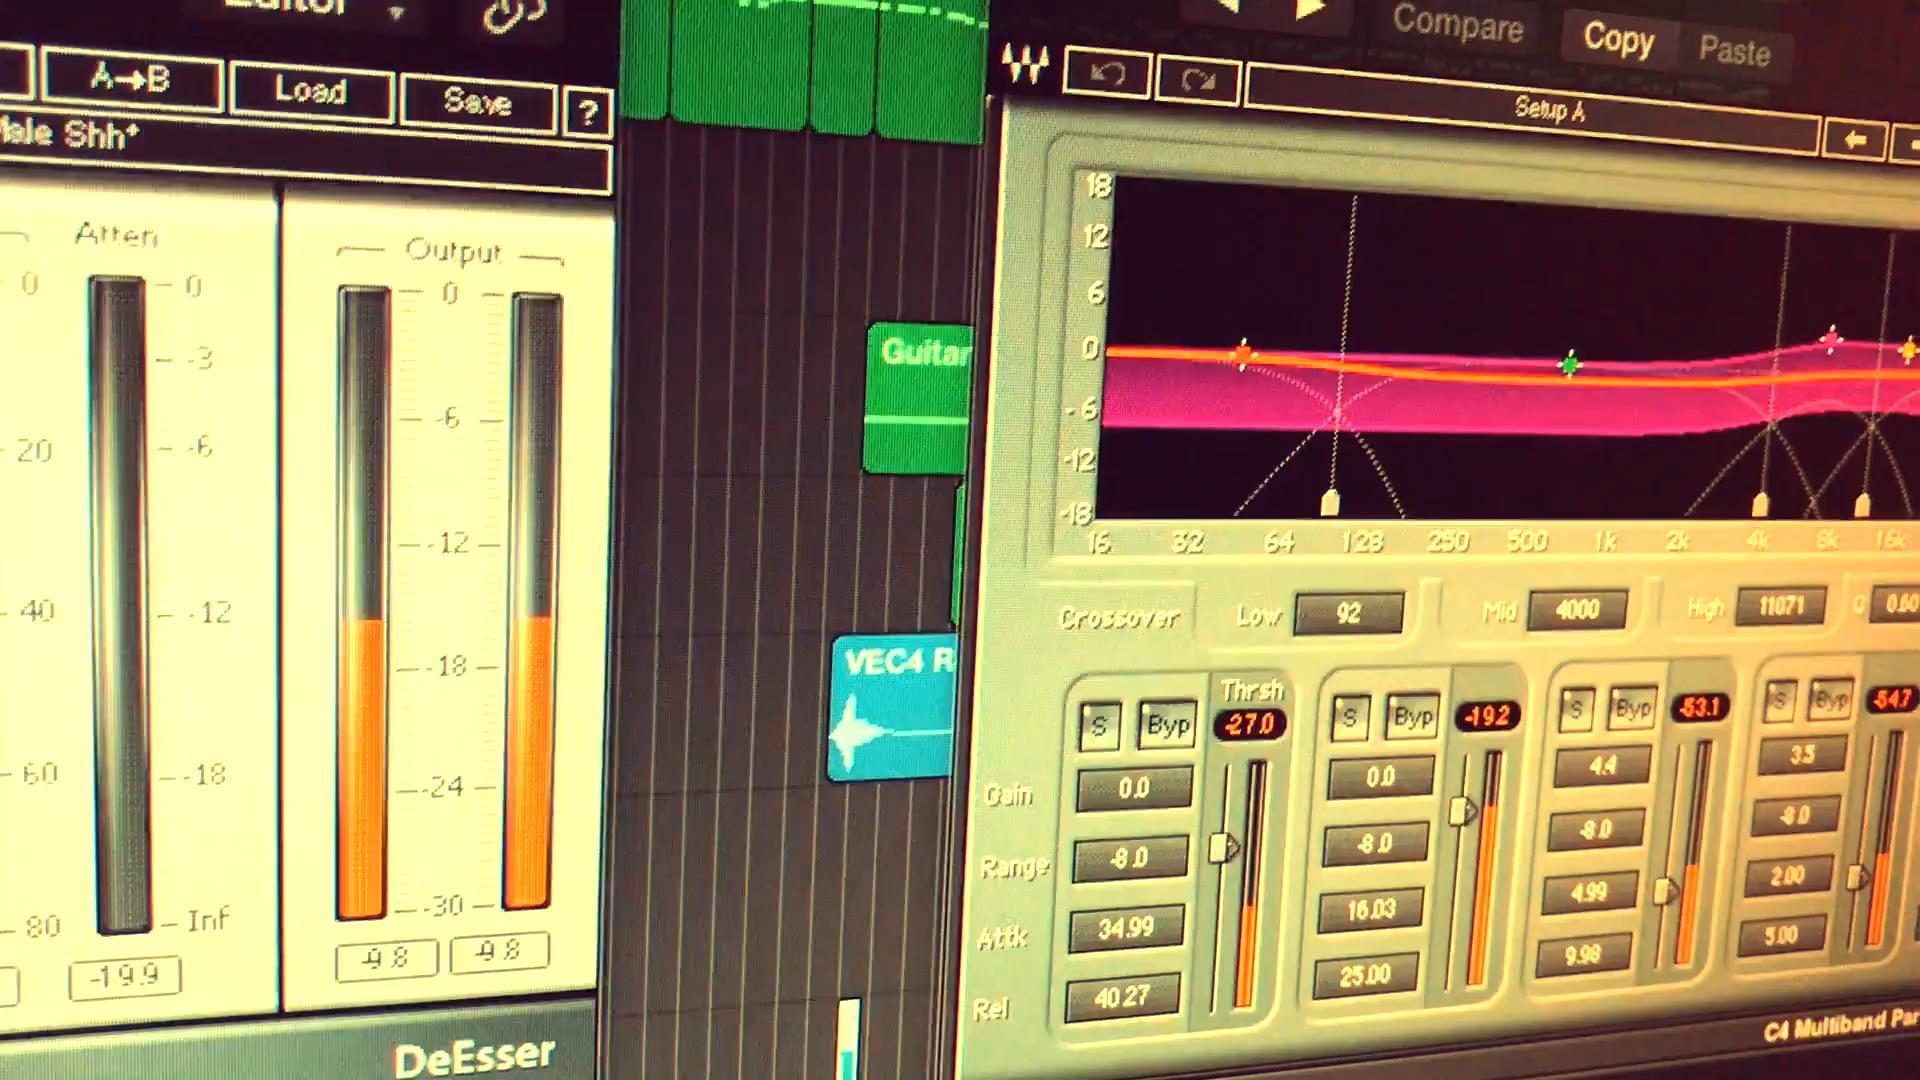 Editor
A→B Load Save ?
Male Shh*
Atten
0
-3
-6
-12
-18
Inf
0
20
40
60
80
-19.9
Output
0
-6
-12
-18
-24
-30
-9.8 -9.8
DeEsser
Guitar
VEC4 R
Compare Copy Paste
Setup A
18
12
6
0
-6
-12
-18
16 32 64 128 250 500 1k 2k 4k 8k 16k
Crossover Low 92 Mid 4000 High 11071 Q 0.60
Thrsh
S Byp -27.0 S Byp -19.2 S Byp -53.1 S Byp -54.7
Gain 0.0 0.0 4.4 3.5
Range -8.0 -8.0 -8.0 -8.0
Attk 34.99 16.03 4.99 2.00
Rel 40.27 25.00 9.98 5.00
C4 Multiband Par